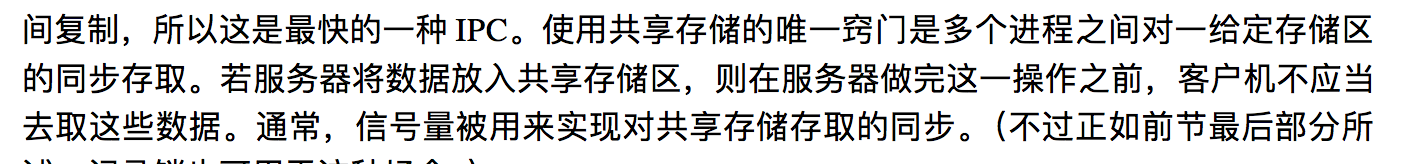 间复制，所以这是最快的一种 IPC。使用共享存储的唯一窍门是多个进程之间对一给定存储区
的同步存取。若服务器将数据放入共享存储区，则在服务器做完这一操作之前，客户机不应当
去取这些数据。通常，信号量被用来实现对共享存储存取的同步。（不过正如前节最后部分所